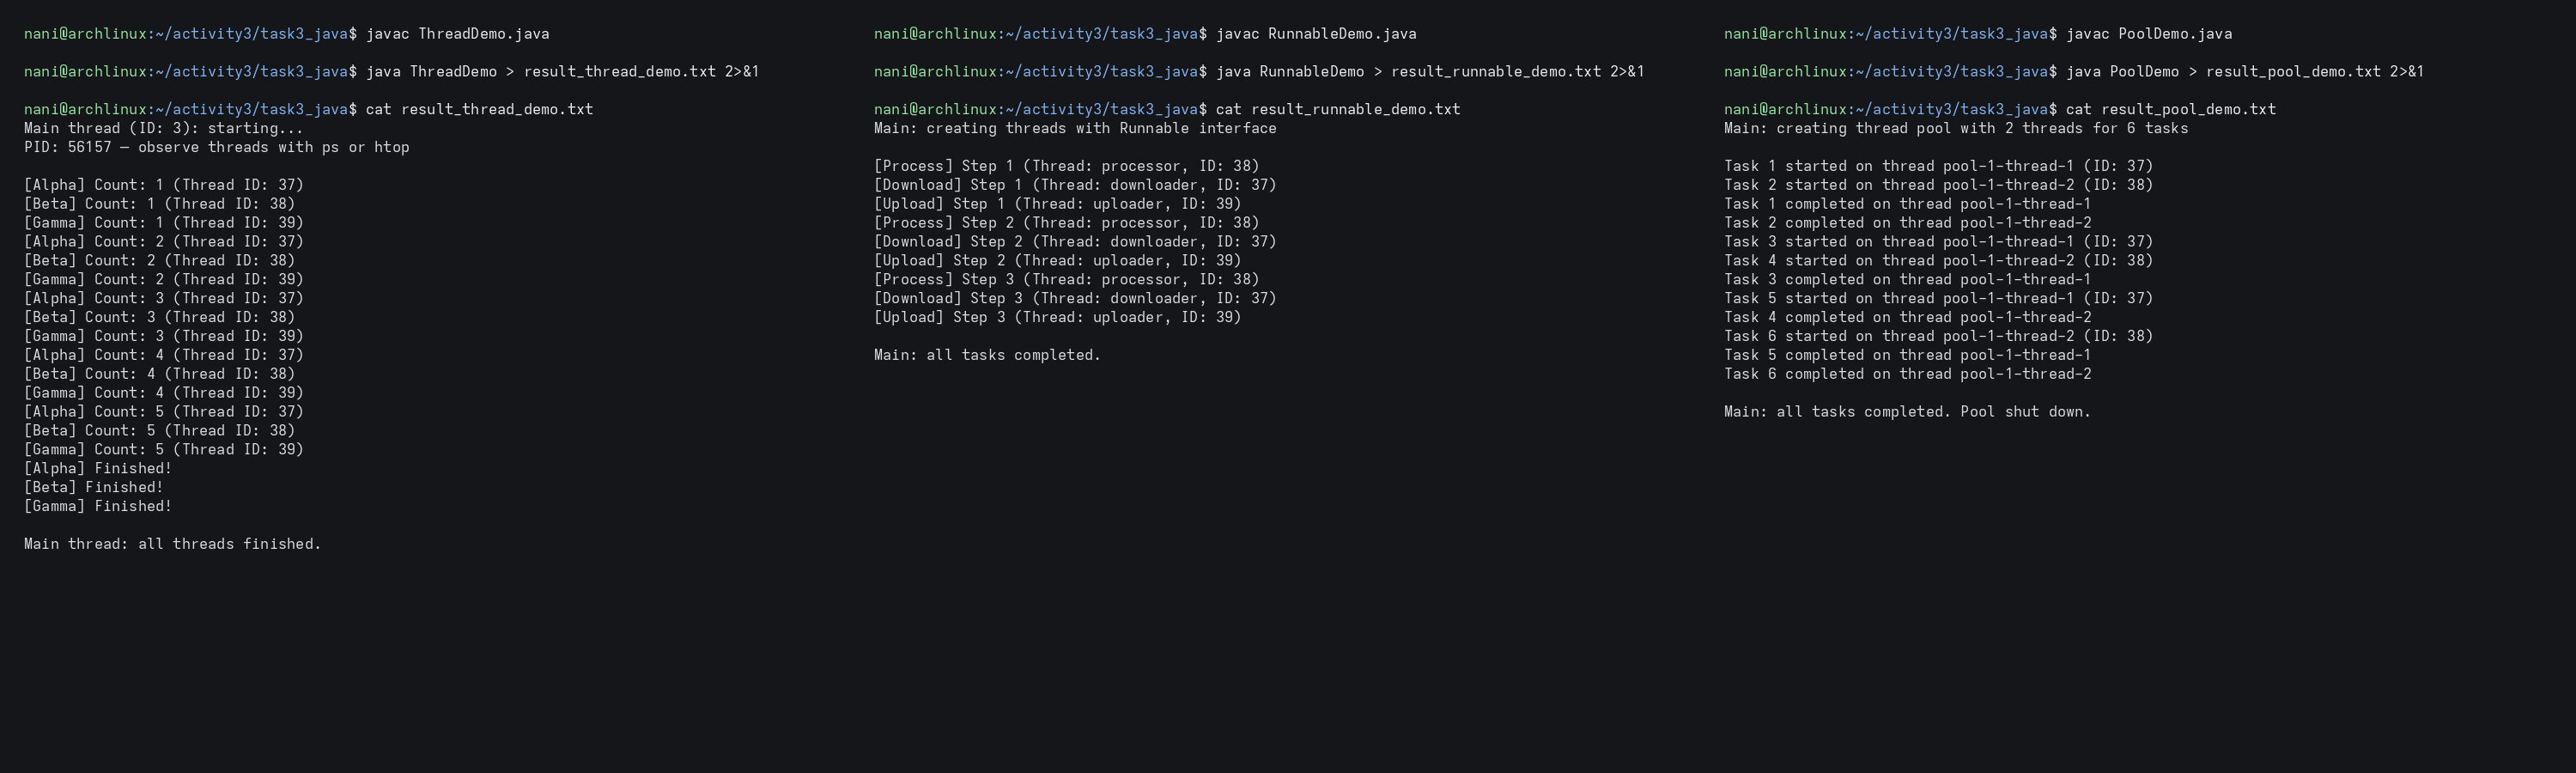 nani@archlinux:~/activity3/task3_java$ javac ThreadDemo.java
nani@archlinux:~/activity3/task3_java$ java ThreadDemo > result_thread_demo.txt 2>&1
nani@archlinux:~/activity3/task3_java$ cat result_thread_demo.txt
Main thread (ID: 3): starting...
PID: 56157 — observe threads with ps or htop
[Alpha] Count: 1 (Thread ID: 37)
[Beta] Count: 1 (Thread ID: 38)
[Gamma] Count: 1 (Thread ID: 39)
[Alpha] Count: 2 (Thread ID: 37)
[Beta] Count: 2 (Thread ID: 38)
[Gamma] Count: 2 (Thread ID: 39)
[Alpha] Count: 3 (Thread ID: 37)
[Beta] Count: 3 (Thread ID: 38)
[Gamma] Count: 3 (Thread ID: 39)
[Alpha] Count: 4 (Thread ID: 37)
[Beta] Count: 4 (Thread ID: 38)
[Gamma] Count: 4 (Thread ID: 39)
[Alpha] Count: 5 (Thread ID: 37)
[Beta] Count: 5 (Thread ID: 38)
[Gamma] Count: 5 (Thread ID: 39)
[Alpha] Finished!
[Beta] Finished!
[Gamma] Finished!
Main thread: all threads finished.
nani@archlinux:~/activity3/task3_java$ javac RunnableDemo.java
nani@archlinux:~/activity3/task3_java$ java RunnableDemo > result_runnable_demo.txt 2>&1
nani@archlinux:~/activity3/task3_java$ cat result_runnable_demo.txt
Main: creating threads with Runnable interface
[Process] Step 1 (Thread: processor, ID: 38)
[Download] Step 1 (Thread: downloader, ID: 37)
[Upload] Step 1 (Thread: uploader, ID: 39)
[Process] Step 2 (Thread: processor, ID: 38)
[Download] Step 2 (Thread: downloader, ID: 37)
[Upload] Step 2 (Thread: uploader, ID: 39)
[Process] Step 3 (Thread: processor, ID: 38)
[Download] Step 3 (Thread: downloader, ID: 37)
[Upload] Step 3 (Thread: uploader, ID: 39)
Main: all tasks completed.
nani@archlinux:~/activity3/task3_java$ javac PoolDemo.java
nani@archlinux:~/activity3/task3_java$ java PoolDemo > result_pool_demo.txt 2>&1
nani@archlinux:~/activity3/task3_java$ cat result_pool_demo.txt
Main: creating thread pool with 2 threads for 6 tasks
Task 1 started on thread pool-1-thread-1 (ID: 37)
Task 2 started on thread pool-1-thread-2 (ID: 38)
Task 1 completed on thread pool-1-thread-1
Task 2 completed on thread pool-1-thread-2
Task 3 started on thread pool-1-thread-1 (ID: 37)
Task 4 started on thread pool-1-thread-2 (ID: 38)
Task 3 completed on thread pool-1-thread-1
Task 5 started on thread pool-1-thread-1 (ID: 37)
Task 4 completed on thread pool-1-thread-2
Task 6 started on thread pool-1-thread-2 (ID: 38)
Task 5 completed on thread pool-1-thread-1
Task 6 completed on thread pool-1-thread-2
Main: all tasks completed. Pool shut down.